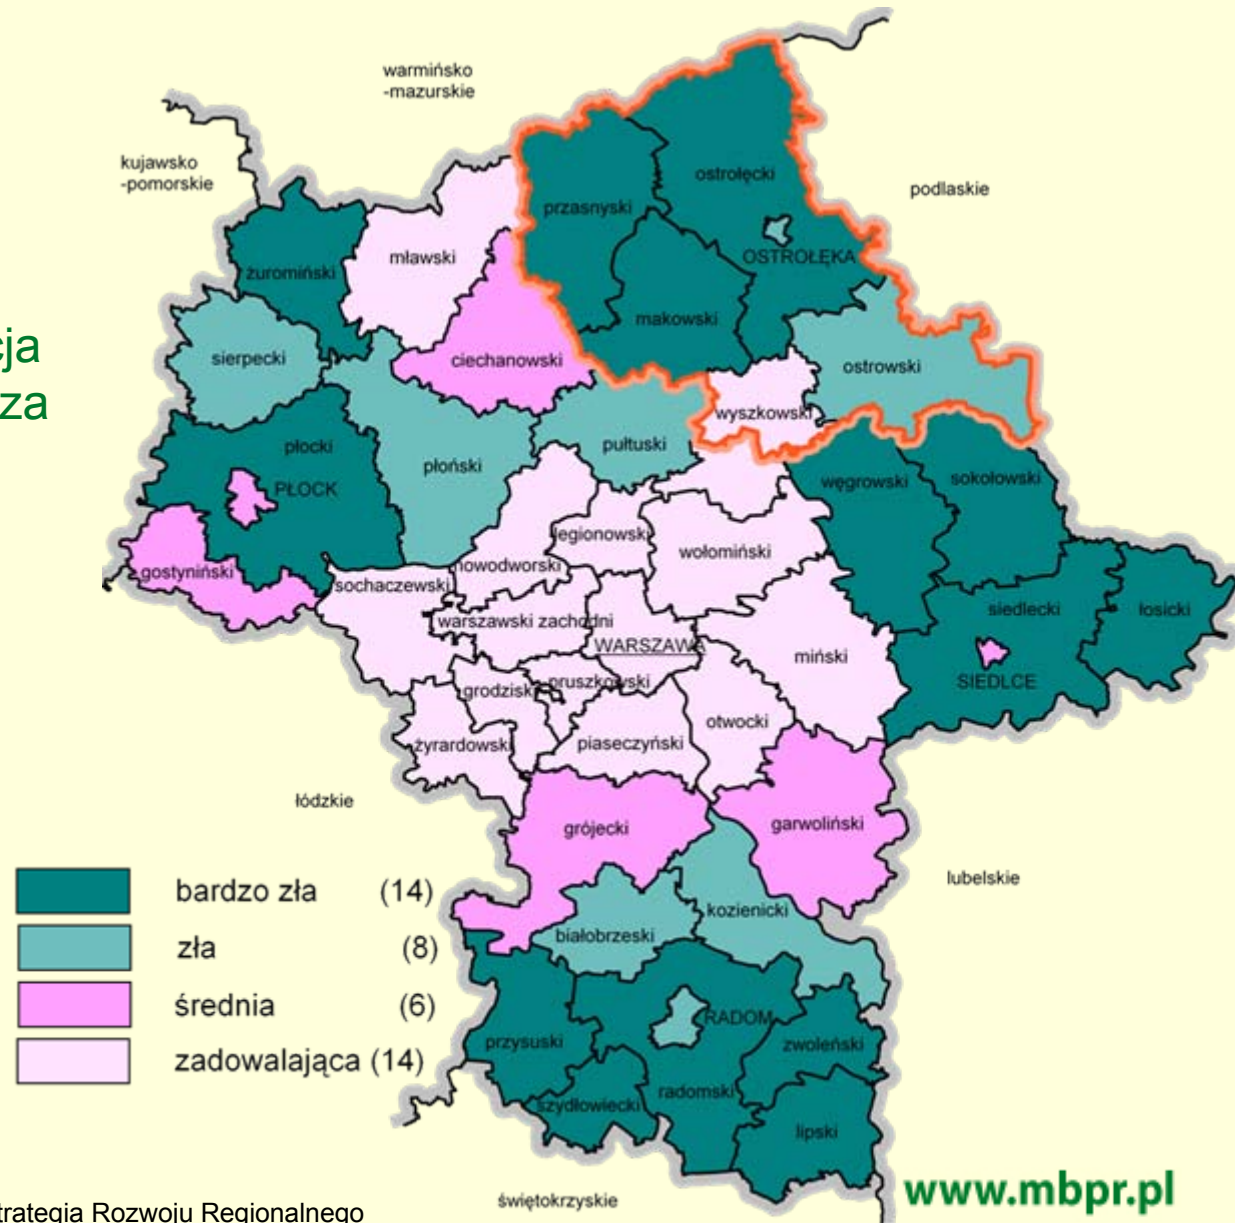 warmińsko
-mazurskie
kujawsko
-pomorskie
podlaskie
ostrołęcki
przasnyski
OSTROŁĘKA
mławski
żuromiński
makowski
cja
sierpecki
ciechanowski
ostrowski
za
wyszkowski
płocki
płoński
pułtuski
węgrowski
sokołowski
PŁOCK
legionowski
wołomiński
gostyniński
nowodworski
sochaczewski
siedlecki
łosicki
warszawski zachodni
WARSZAWA
miński
SIEDLCE
grodziski
pruszkowski
otwocki
żyrardowski
piaseczyński
łódzkie
grójecki
garwoliński
lubelskie
bardzo zła (14)
zła (8)
średnia (6)
zadowalająca (14)
kozienicki
białobrzeski
RADOM
przysuski
zwoleński
radomski
szydłowiecki
lipski
świętokrzyskie
www.mbpr.pl
trategia Rozwoju Regionalnego